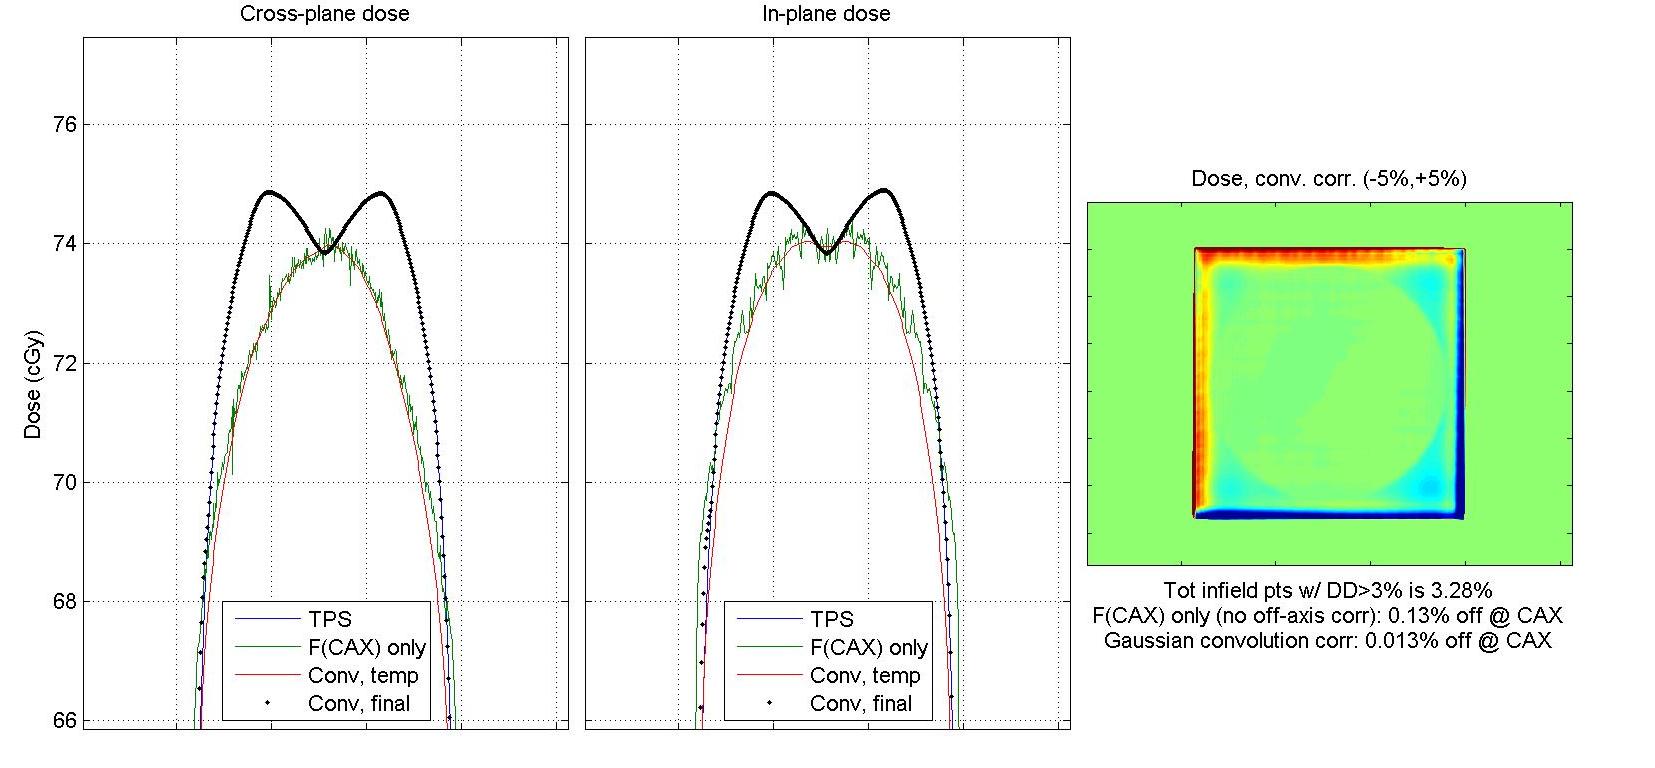 Cross-plane dose
In-plane dose
Dose (cGy)
76
74
72
70
68
66
TPS
F(CAX) only
Conv, temp
Conv, final
TPS
F(CAX) only
Conv, temp
Conv, final
Dose, conv. corr. (-5%,+5%)
Tot infield pts w/ DD>3% is 3.28%
F(CAX) only (no off-axis corr): 0.13% off @ CAX
Gaussian convolution corr: 0.013% off @ CAX